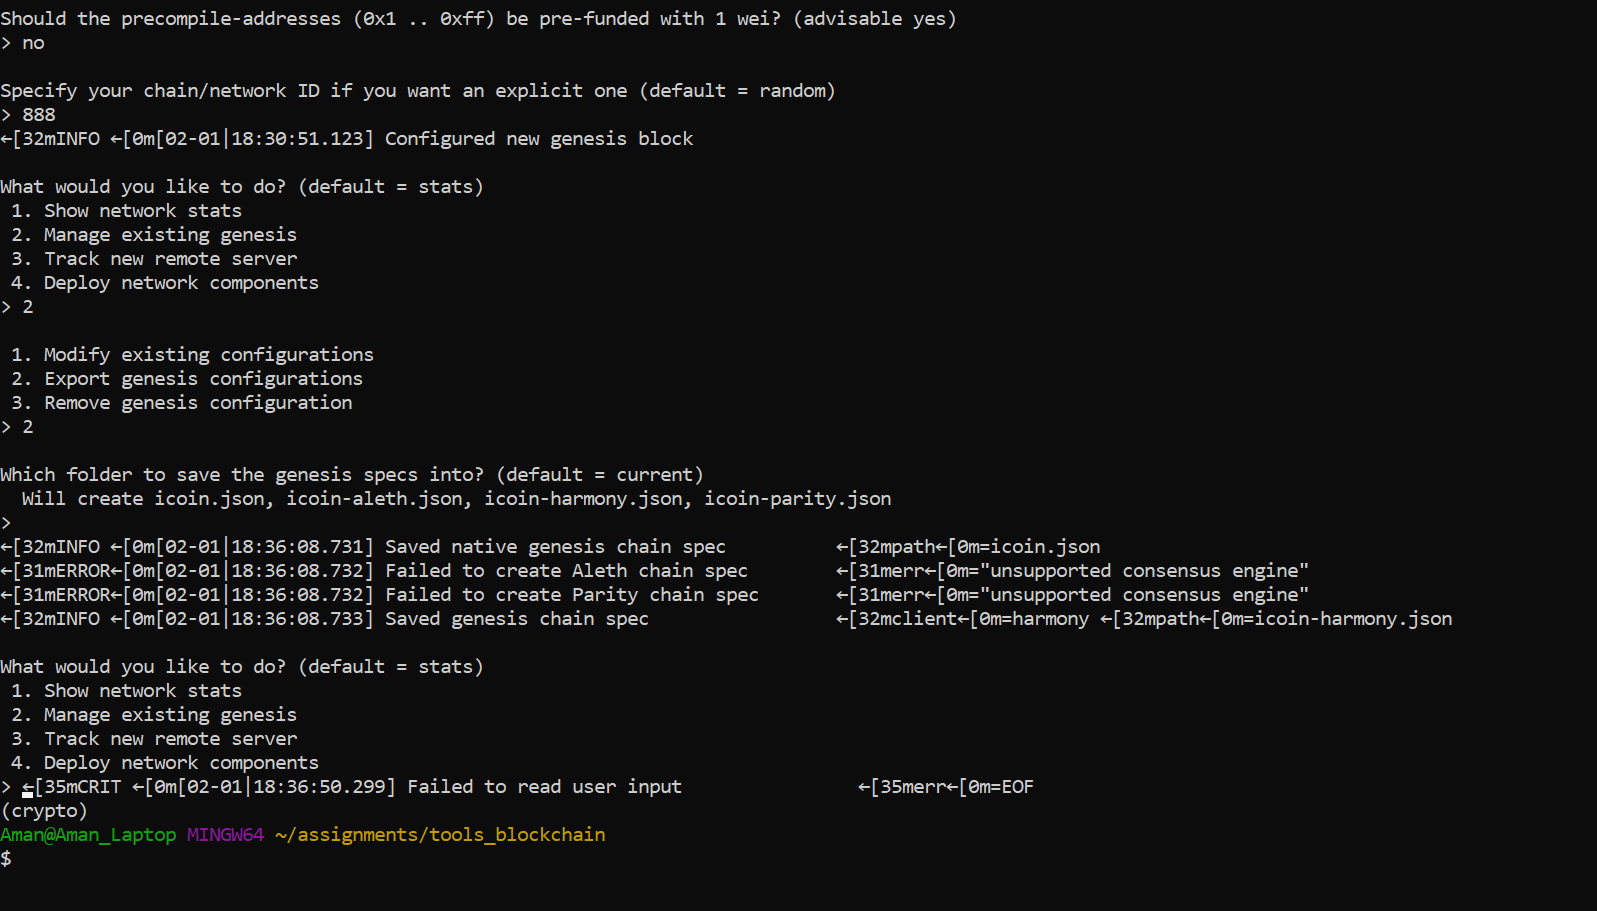 Should the precompile-addresses (0x1 .. 0xff) be pre-funded with 1 wei? (advisable yes)
> no
Specify your chain/network ID if you want an explicit one (default = random)
> 888
←[32mINFO ←[0m[02-01|18:30:51.123] Configured new genesis block
What would you like to do? (default = stats)
1. Show network stats
2. Manage existing genesis
3. Track new remote server
4. Deploy network components
> 2
1. Modify existing configurations
2. Export genesis configurations
3. Remove genesis configuration
> 2
Which folder to save the genesis specs into? (default = current)
Will create icoin.json, icoin-aleth.json, icoin-harmony.json, icoin-parity.json
>
←[32mINFO ←[0m[02-01|18:36:08.731] Saved native genesis chain spec ←[32mpath←[0m=icoin.json
←[31mERROR←[0m[02-01|18:36:08.732] Failed to create Aleth chain spec ←[31merr←[0m="unsupported consensus engine"
←[31mERROR←[0m[02-01|18:36:08.732] Failed to create Parity chain spec ←[31merr←[0m="unsupported consensus engine"
←[32mINFO ←[0m[02-01|18:36:08.733] Saved genesis chain spec ←[32mclient←[0m=harmony ←[32mpath←[0m=icoin-harmony.json
What would you like to do? (default = stats)
1. Show network stats
2. Manage existing genesis
3. Track new remote server
4. Deploy network components
> ←[35mCRIT ←[0m[02-01|18:36:50.299] Failed to read user input ←[35merr←[0m=EOF
(crypto)
Aman@Aman_Laptop MINGW64 ~/assignments/tools_blockchain
$